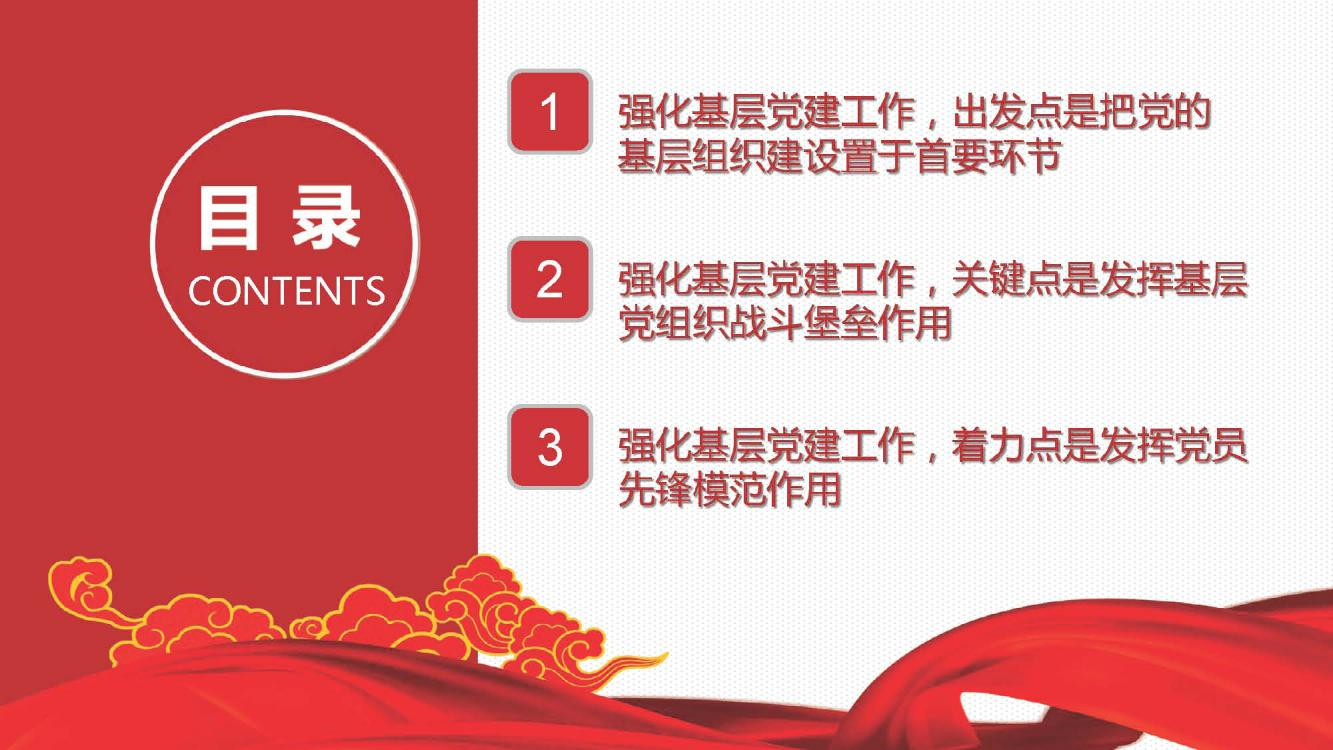 目录
CONTENTS
1
强化基层党建工作，出发点是把党的
基层组织建设置于首要环节
2
强化基层党建工作，关键点是发挥基层
党组织战斗堡垒作用
3
强化基层党建工作，着力点是发挥党员
先锋模范作用